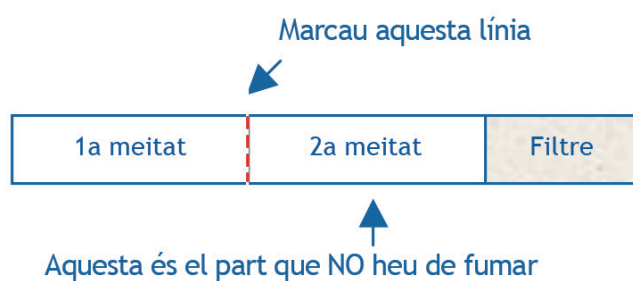 Marcau aquesta línia
1a meitat 2a meitat Filtre
Aquesta és el part que NO heu de fumar